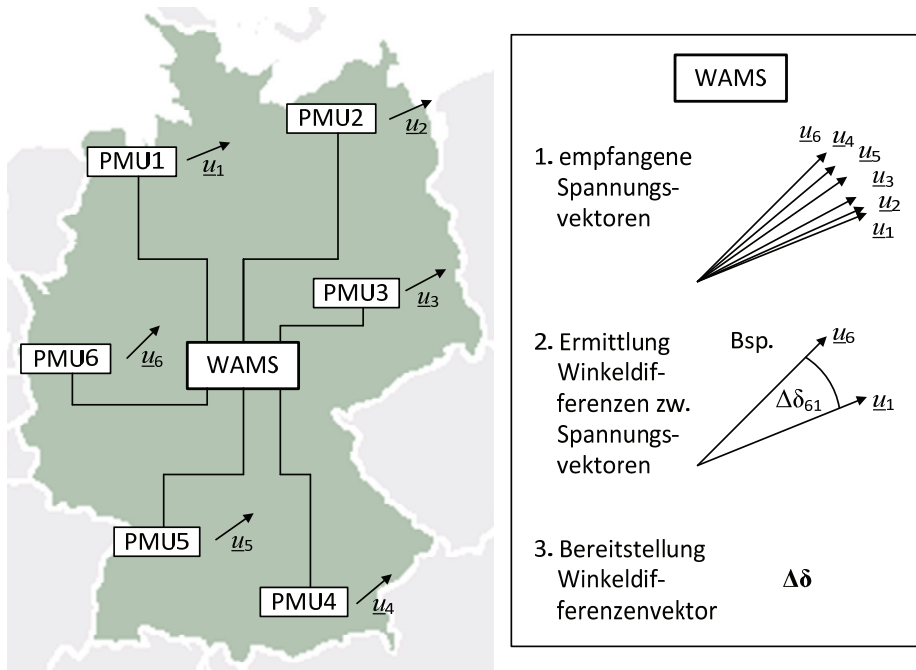 PMU1
u1
PMU2
u2
PMU3
u3
PMU6
u6
WAMS
PMU5
u5
PMU4
u4
WAMS
1. empfangene
Spannungs-
vektoren
u6 u4 u5 u3 u2 u1
2. Ermittlung
Winkeldif-
ferenzen zw.
Spannungs-
vektoren
Bsp.
u6
Δδ61
u1
3. Bereitstellung
Winkeldif-
ferenzenvektor
Δδ